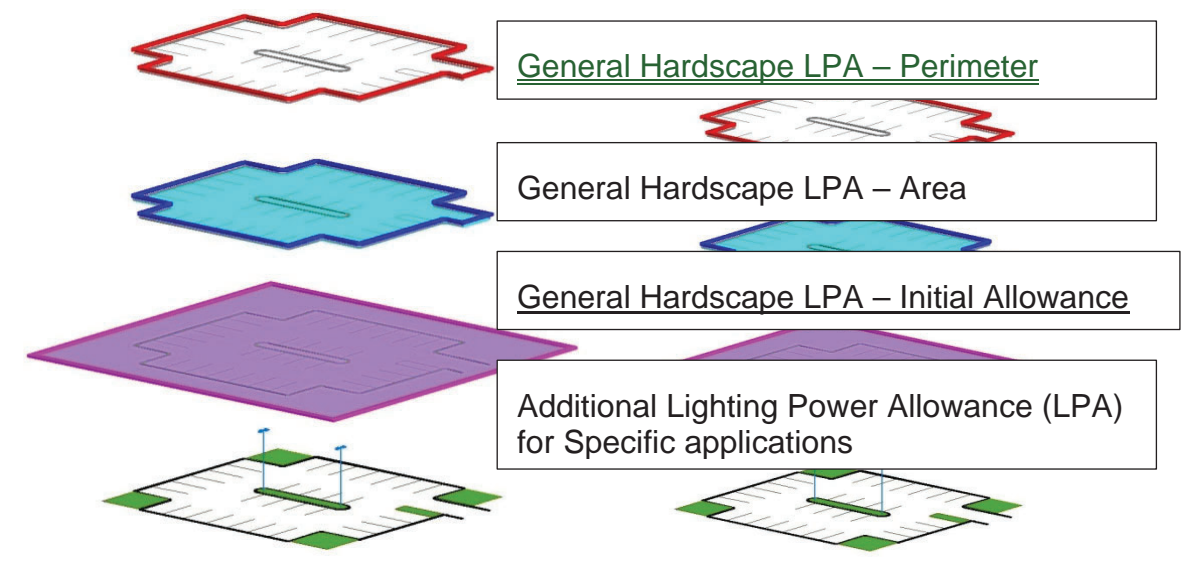 General Hardscape LPA – Perimeter
General Hardscape LPA – Area
General Hardscape LPA – Initial Allowance
Additional Lighting Power Allowance (LPA)
for Specific applications